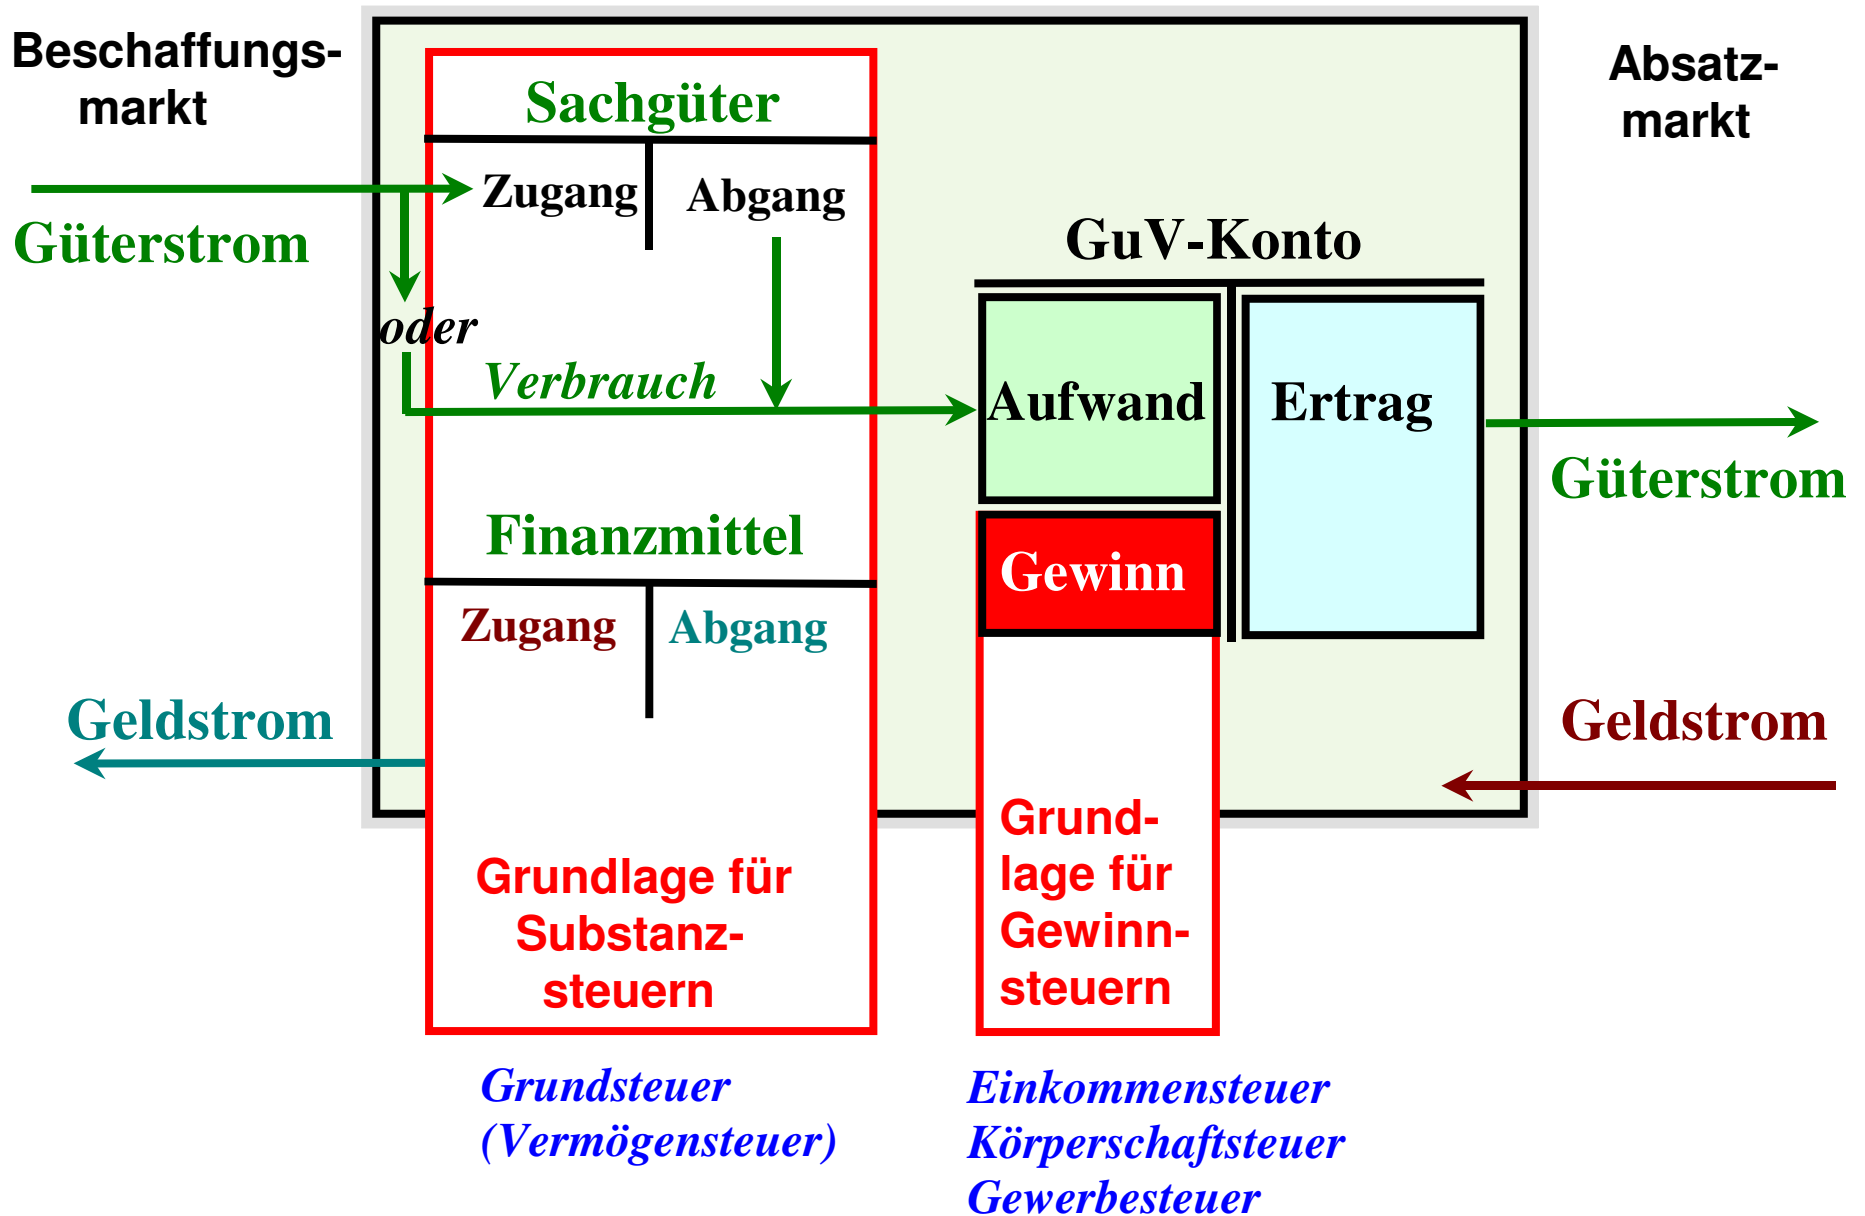 Beschaffungs-
markt
Absatz-
markt
Sachgüter
Zugang
Abgang
Güterstrom
GuV-Konto
oder
Verbrauch
Aufwand
Ertrag
Güterstrom
Finanzmittel
Gewinn
Zugang
Abgang
Geldstrom
Geldstrom
Grundlage für
Substanz-
steuern
Grund-
lage für
Gewinn-
steuern
Grundsteuer
(Vermögensteuer)
Einkommensteuer
Körperschaftsteuer
Gewerbesteuer